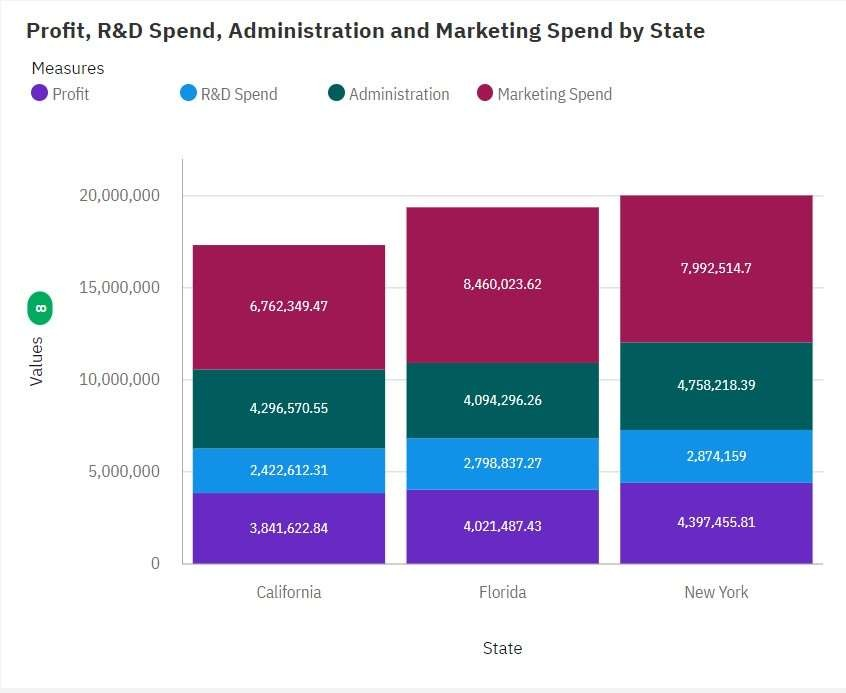 Profit, R&D Spend, Administration and Marketing Spend by State
Measures
Profit R&D Spend Administration Marketing Spend
20,000,000
15,000,000
10,000,000
5,000,000
0
Values 8
6,762,349.47
4,296,570.55
2,422,612.31
3,841,622.84
8,460,023.62
4,094,296.26
2,798,837.27
4,021,487.43
7,992,514.7
4,758,218.39
2,874,159
4,397,455.81
California Florida New York
State